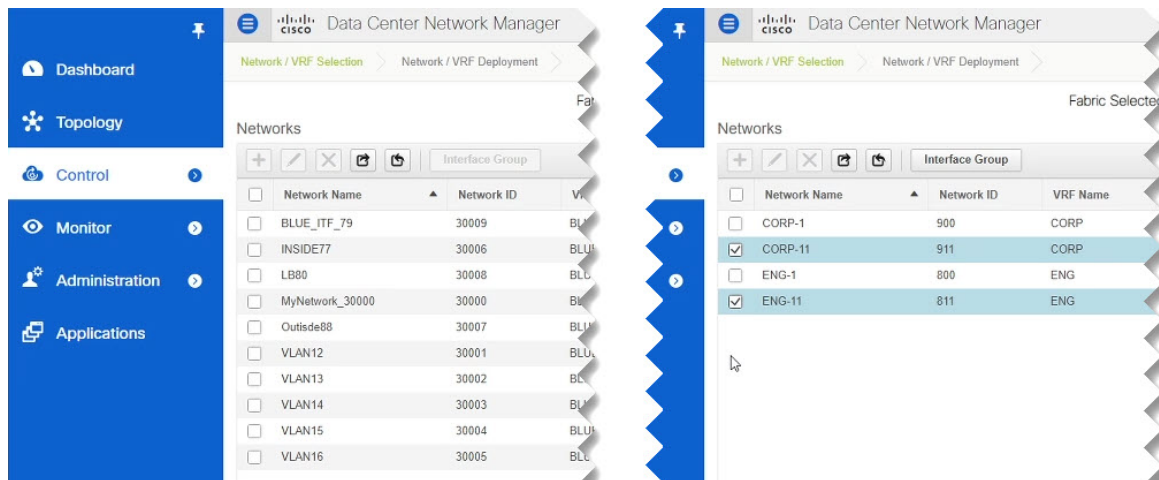 cisco Data Center Network Manager
Network / VRF Selection Network / VRF Deployment
Networks
Interface Group
Network Name Network ID
BLUE_ITF_79 30009
INSIDE77 30006
LB80 30008
MyNetwork_30000 30000
Outisde88 30007
VLAN12 30001
VLAN13 30002
VLAN14 30003
VLAN15 30004
VLAN16 30005
Dashboard
Topology
Control
Monitor
Administration
Applications
cisco Data Center Network Manager
Network / VRF Selection Network / VRF Deployment
Fabric Selected
Networks
Interface Group
Network Name Network ID VRF Name
CORP-1 900 CORP
CORP-11 911 CORP
ENG-1 800 ENG
ENG-11 811 ENG